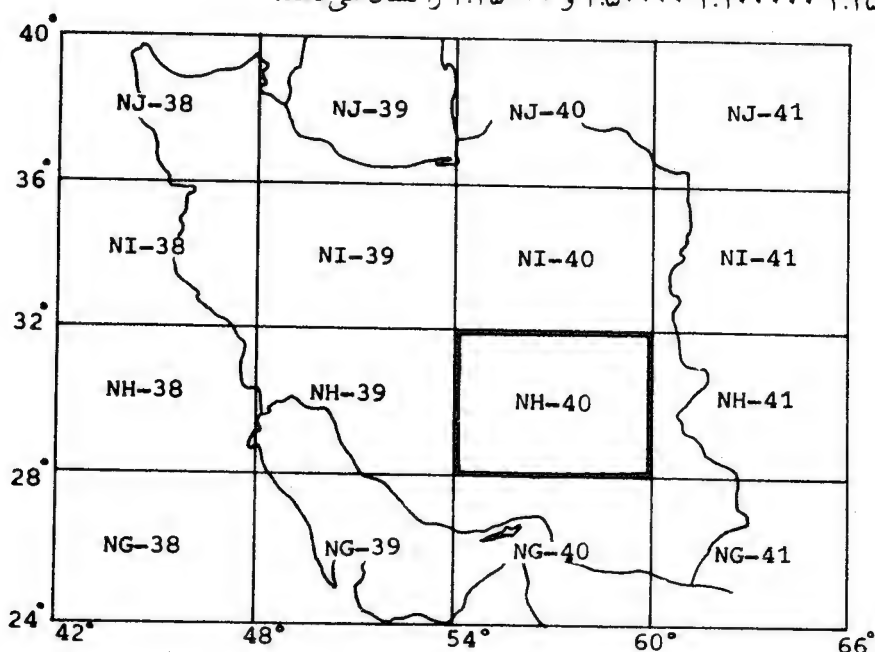 40°
NJ-38 NJ-39 NJ-40 NJ-41
36°
NI-38 NI-39 NI-40 NI-41
32°
NH-38 NH-39 NH-40 NH-41
28°
NG-38 NG-39 NG-40 NG-41
24°
42° 48° 54° 60° 66°